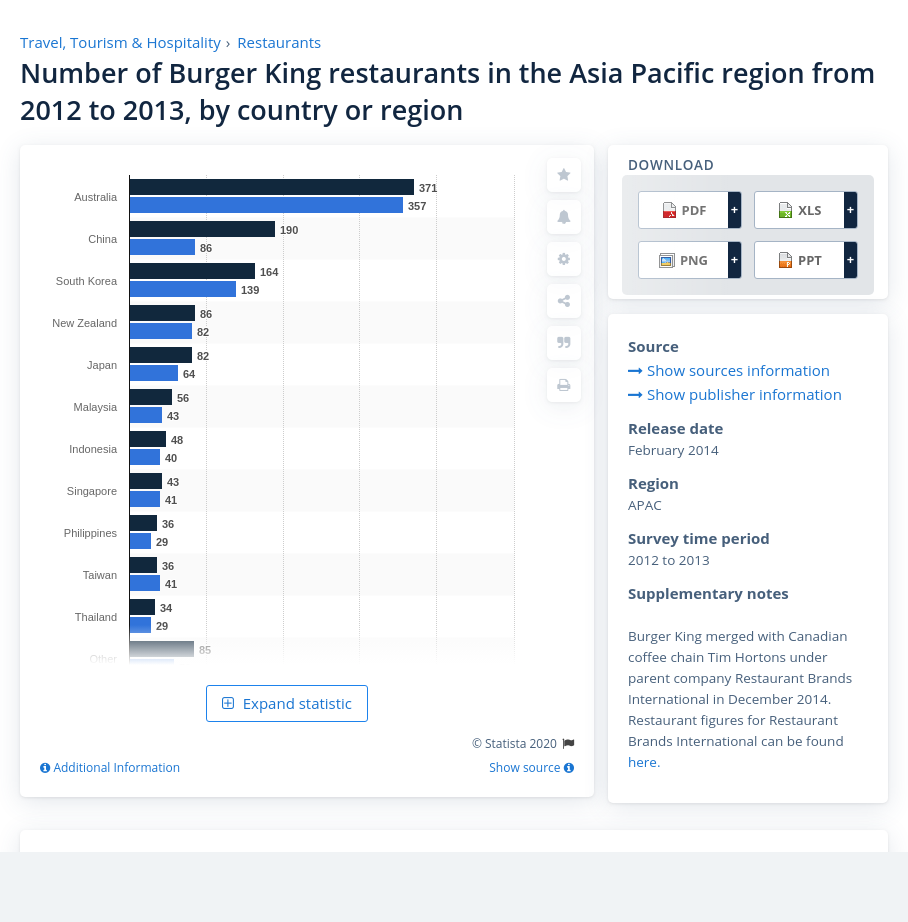 Travel, Tourism & Hospitality › Restaurants
Number of Burger King restaurants in the Asia Pacific region from
2012 to 2013, by country or region
Australia
371
357
China
190
86
South Korea
164
139
New Zealand
86
82
Japan
82
64
Malaysia
56
43
Indonesia
48
40
Singapore
43
41
Philippines
36
29
Taiwan
36
41
Thailand
34
29
Other
85
Expand statistic
© Statista 2020
Additional Information
Show source
DOWNLOAD
PDF +
XLS +
PNG +
PPT +
Source
Show sources information
Show publisher information
Release date
February 2014
Region
APAC
Survey time period
2012 to 2013
Supplementary notes
Burger King merged with Canadian
coffee chain Tim Hortons under
parent company Restaurant Brands
International in December 2014.
Restaurant figures for Restaurant
Brands International can be found
here.